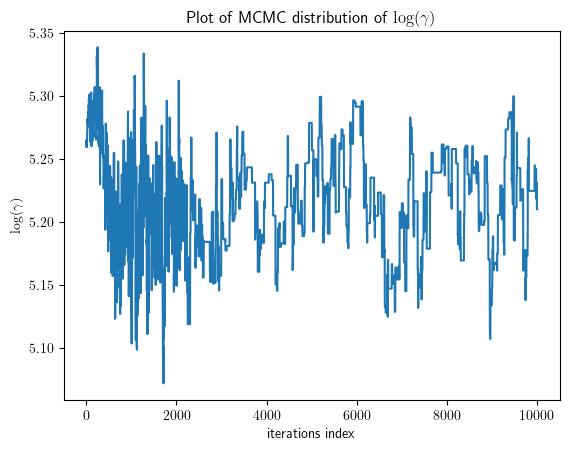 Plot of MCMC distribution of log(γ)
5.35
5.30
5.25
5.20
5.15
5.10
log(γ)
0 2000 4000 6000 8000 10000
iterations index